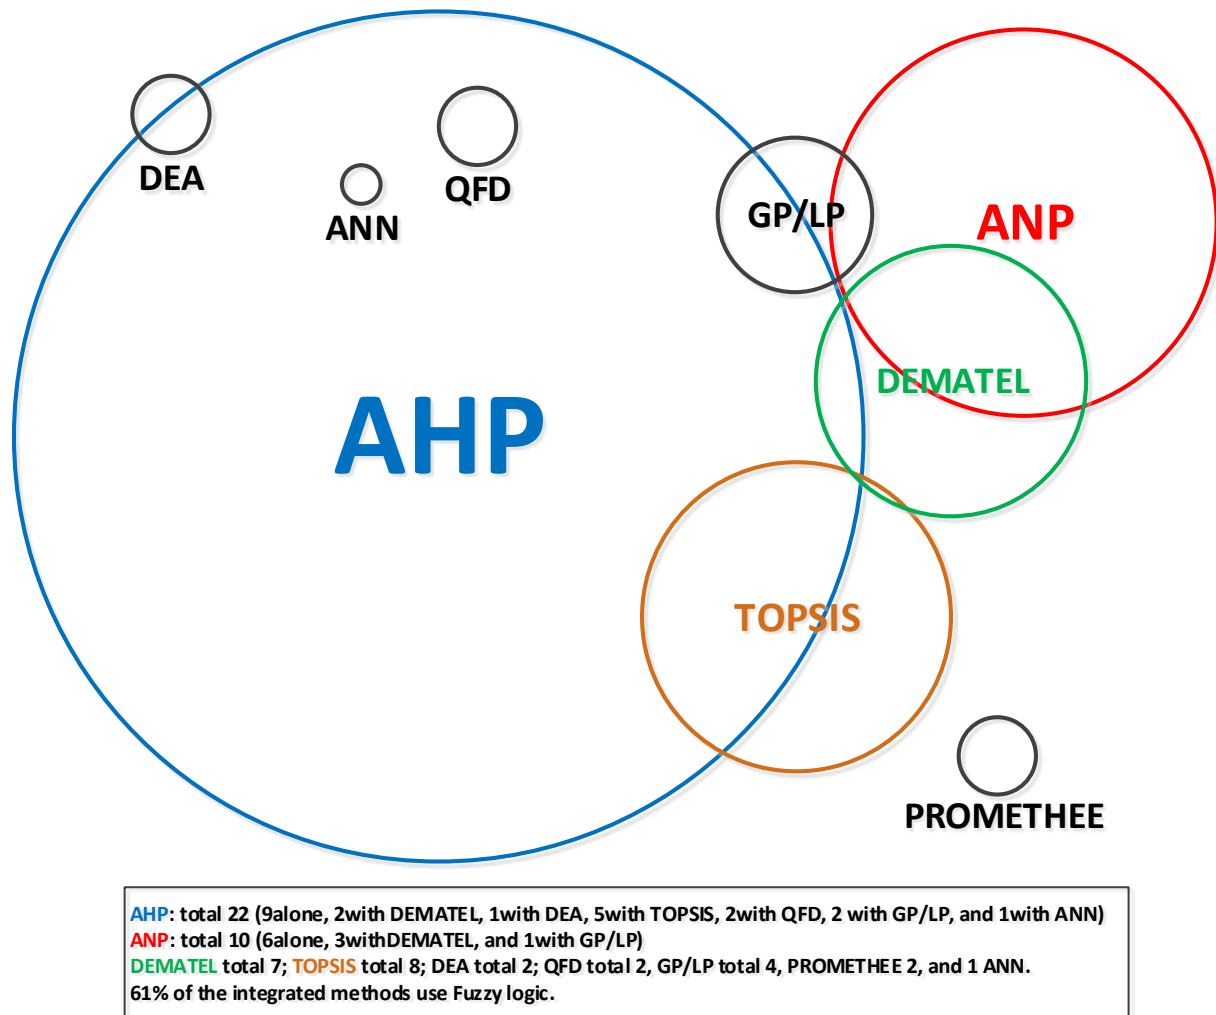 DEA
QFD
ANN
GP/LP
ANP
DEMATEL
AHP
TOPSIS
PROMETHEE
AHP: total 22 (9alone, 2with DEMATEL, 1with DEA, 5with TOPSIS, 2with QFD, 2 with GP/LP, and 1with ANN)
ANP: total 10 (6alone, 3withDEMATEL, and 1with GP/LP)
DEMATEL total 7; TOPSIS total 8; DEA total 2; QFD total 2, GP/LP total 4, PROMETHEE 2, and 1 ANN.
61% of the integrated methods use Fuzzy logic.